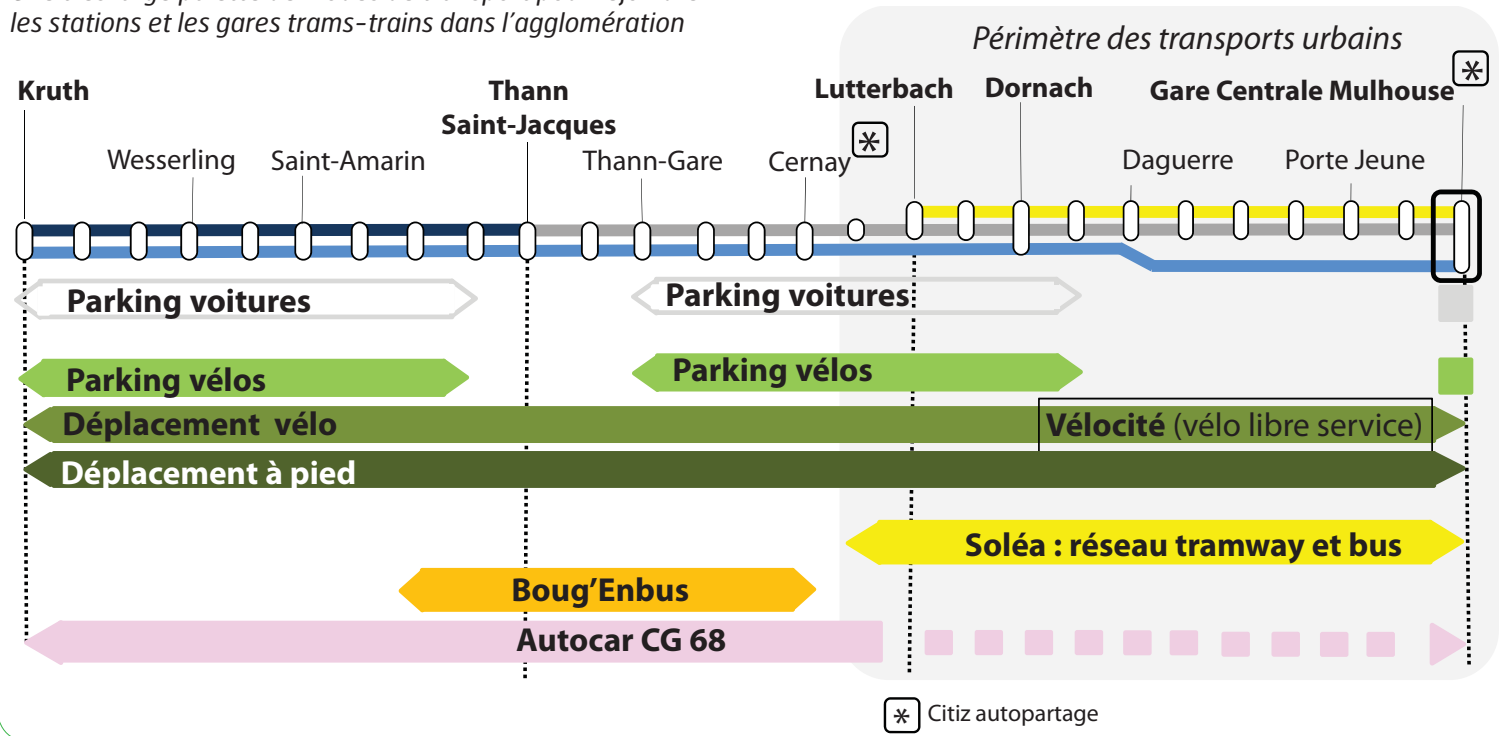 les stations et les gares trams-trains dans l’agglomération
Périmètre des transports urbains
Kruth
Thann
Saint-Jacques
Lutterbach
Dornach
Gare Centrale Mulhouse
*
Wesserling
Saint-Amarin
Thann-Gare
Cernay
*
Daguerre
Porte Jeune
Parking voitures
Parking voitures
Parking vélos
Parking vélos
Déplacement vélo
Vélocité (vélo libre service)
Déplacement à pied
Soléa : réseau tramway et bus
Boug’Enbus
Autocar CG 68
* Citiz autopartage